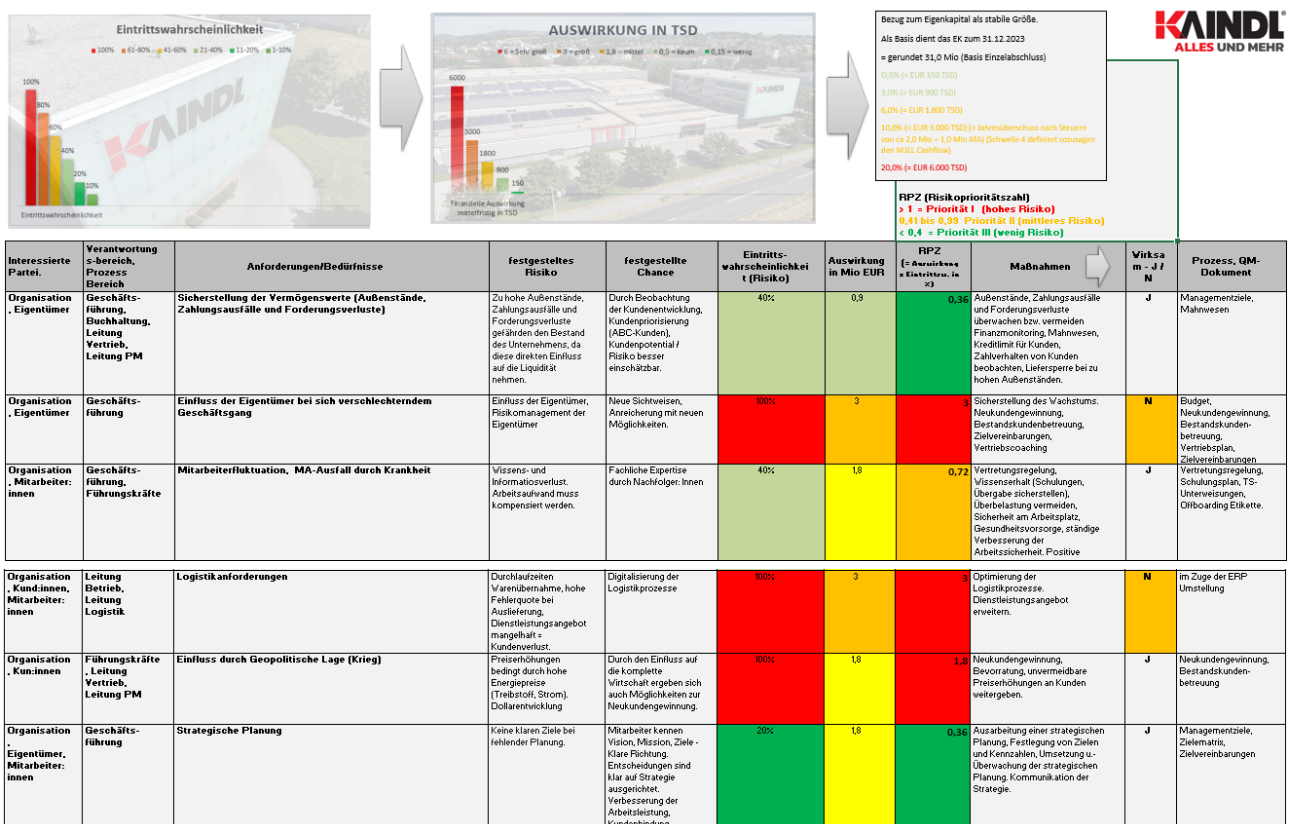 Eintrittswahrscheinlichkeit
100% 61-80% 41-60% 21-40% 11-20% 1-10%
100%
80%
60%
40%
20%
10%
Eintrittswahrscheinlichkeit
KAINDL
AUSWIRKUNG IN TSD
6 = Sehr groß 3 = groß 1,8 = mittel 0,9 = kaum 0,15 = wenig
6000
3000
1800
900
150
Finanzielle Auswirkung
mittelfristig in TSD
KAINDL
Bezug zum Eigenkapital als stabile Größe.
Als Basis dient das EK zum 31.12.2023
= gerundet 31,0 Mio (Basis Einzelabschluss)
0,5% (= EUR 150 TSD)
3,0% (= EUR 900 TSD)
6,0% (= EUR 1.800 TSD)
10,0% (= EUR 3.000 TSD) (= Jahresüberschuss nach Steuern
von ca 2,0 Mio + 1,0 Mio AfA) (Schwelle 4 definiert sozusagen
den NULL Cashflow)
20,0% (= EUR 6.000 TSD)
KAINDL
ALLES UND MEHR
RPZ (Risikoprioritätszahl)
> 1 = Priorität I (hohes Risiko)
0,41 bis 0,99 Priorität II (mittleres Risiko)
< 0,4 = Priorität III (wenig Risiko)
Interessierte
Partei.
Verantwortung
s-bereich,
Prozess
Bereich
Anforderungen/Bedürfnisse
festgestelltes
Risiko
festgestellte
Chance
Eintritts-
wahrscheinlichkei
t (Risiko)
Auswirkung
in Mio EUR
RPZ
(= Auswirkung
x Eintrittsw. in
%)
Maßnahmen
Wirksa
m - J /
N
Prozess, QM-
Dokument
Organisation
, Eigentümer
Geschäfts-
führung,
Buchhaltung,
Leitung
Vertrieb,
Leitung PM
Sicherstellung der Vermögenswerte (Außenstände,
Zahlungsausfälle und Forderungsverluste)
Zu hohe Außenstände,
Zahlungsausfälle und
Forderungsverluste
gefährden den Bestand
des Unternehmens, da
diese direkten Einfluss
auf die Liquidität
nehmen.
Durch Beobachtung
der Kundenentwicklung,
Kundenpriorisierung
(ABC-Kunden),
Kundenpotential /
Risiko besser
einschätzbar.
40%
0,9
0,36
Außenstände, Zahlungsausfälle
und Forderungsverluste
überwachen bzw. vermeiden
Finanzmonitoring, Mahnwesen,
Kreditlimit für Kunden,
Zahlverhalten von Kunden
beobachten, Liefersperre bei zu
hohen Außenständen.
J
Managementziele,
Mahnwesen
Organisation
, Eigentümer
Geschäfts-
führung
Einfluss der Eigentümer bei sich verschlechterndem
Geschäftsgang
Einfluss der Eigentümer,
Risikomanagement der
Eigentümer
Neue Sichtweisen,
Anreicherung mit neuen
Möglichkeiten.
100%
3
3
Sicherstellung des Wachstums.
Neukundengewinnung,
Bestandskundenbetreuung,
Zielvereinbarungen,
Vertriebscoaching
N
Budget,
Neukundengewinnung,
Bestandskunden-
betreuung,
Vertriebsplan,
Zielvereinbarungen
Organisation
, Mitarbeiter:
innen
Geschäfts-
führung,
Führungskräfte
Mitarbeiterfluktuation, MA-Ausfall durch Krankheit
Wissens- und
Informatiosverlust.
Arbeitsaufwand muss
kompensiert werden.
Fachliche Expertise
durch Nachfolger: Innen
40%
1,8
0,72
Vertretungsregelung,
Wissenserhalt (Schulungen,
Übergabe sicherstellen),
Überbelastung vermeiden,
Sicherheit am Arbeitsplatz,
Gesundheitsvorsorge, ständige
Verbesserung der
Arbeitssicherheit. Positive
J
Vertretungsregelung,
Schulungsplan, TS-
Unterweisungen,
Offboarding Etikette.
Organisation
, Kund:innen,
Mitarbeiter:
innen
Leitung
Betrieb,
Leitung
Logistik
Logistikanforderungen
Durchlaufzeiten
Warenübernahme, hohe
Fehlerquote bei
Auslieferung,
Dienstleistungsangebot
mangelhaft =
Kundenverlust.
Digitalisierung der
Logistikprozesse
100%
3
3
Optimierung der
Logistikprozesse.
Dienstleistungsangebot
erweitern.
N
im Zuge der ERP
Umstellung
Organisation
, Kun:innen
Führungskräfte
, Leitung
Vertrieb,
Leitung PM
Einfluss durch Geopolitische Lage (Krieg)
Preiserhöhungen
bedingt durch hohe
Energiepreise
(Treibstoff, Strom).
Dollarentwicklung
Durch den Einfluss auf
die komplette
Wirtschaft ergeben sich
auch Möglichkeiten zur
Neukundengewinnung.
100%
1,8
1,8
Neukundengewinnung,
Bevorratung, unvermeidbare
Preiserhöhungen an Kunden
weitergeben.
J
Neukundengewinnung,
Bestandskunden-
betreuung
Organisation
,
Eigentümer,
Mitarbeiter:
innen
Geschäfts-
führung
Strategische Planung
Keine klaren Ziele bei
fehlender Planung.
Mitarbeiter kennen
Vision, Mission, Ziele -
Klare Richtung.
Entscheidungen sind
klar auf Strategie
ausgerichtet.
Verbesserung der
Arbeitsleistung,
Kundenbindung
20%
1,8
0,36
Ausarbeitung einer strategischen
Planung, Festlegung von Zielen
und Kennzahlen, Umsetzung u.-
Überwachung der strategischen
Planung. Kommunikation der
Strategie.
J
Managementziele,
Zielematrix,
Zielvereinbarungen